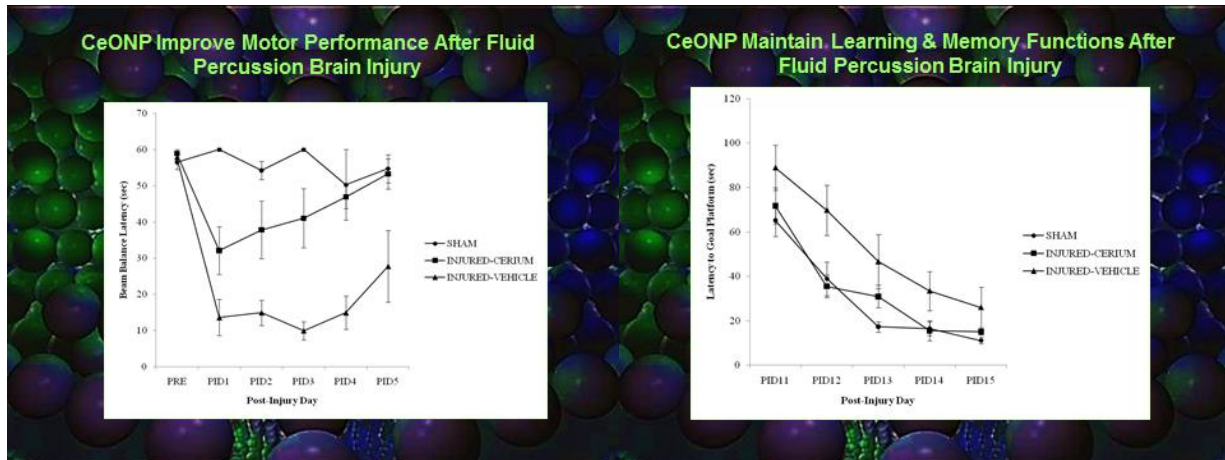 CeONP Improve Motor Performance After Fluid
Percussion Brain Injury
70
60
50
40
30
20
10
0
Beam Balance Latency (sec)
PRE PID1 PID2 PID3 PID4 PID5
Post-Injury Day
SHAM
INJURED-CERIUM
INJURED-VEHICLE
CeONP Maintain Learning & Memory Functions After
Fluid Percussion Brain Injury
120
100
80
60
40
20
0
Latency to Goal Platform (sec)
PID11 PID12 PID13 PID14 PID15
Post-Injury Day
SHAM
INJURED-CERIUM
INJURED-VEHICLE